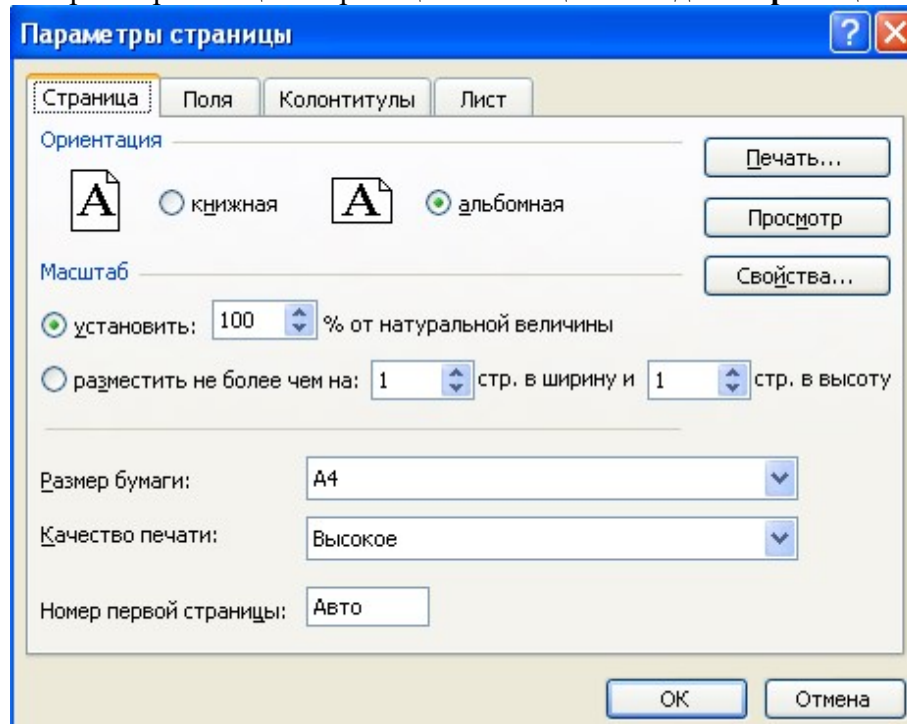 Параметры страницы
Страница Поля Колонтитулы Лист
Ориентация
Печать...
A книжная A альбомная
Просмотр
Масштаб
Свойства...
установить: 100 % от натуральной величины
разместить не более чем на: 1 стр. в ширину и 1 стр. в высоту
Размер бумаги: A4
Качество печати: Высокое
Номер первой страницы: Авто
ОК Отмена